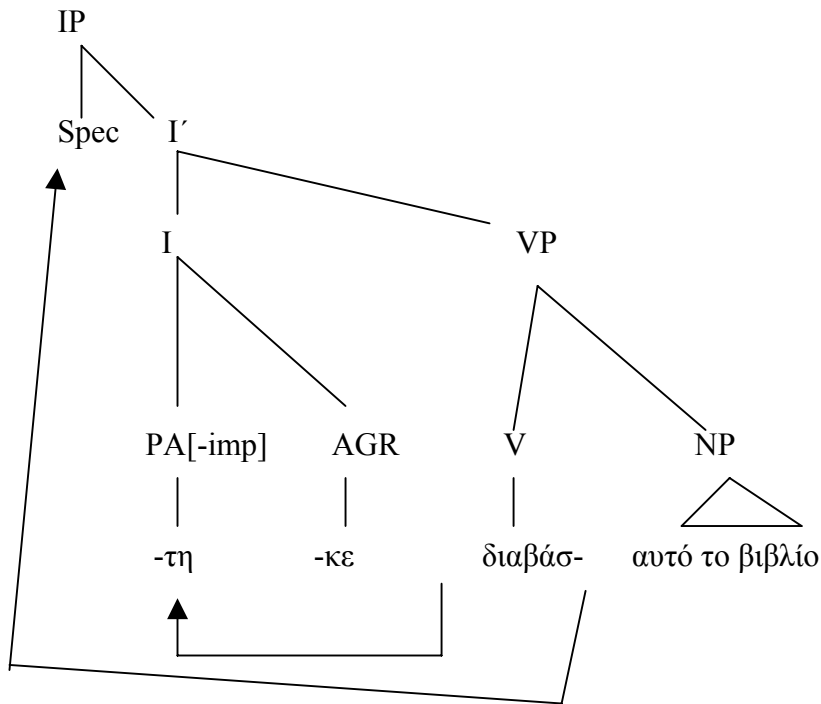 IP
Spec I΄
I VP
PA[-imp] AGR V NP
-τη -κε διαβάσ- αυτό το βιβλίο